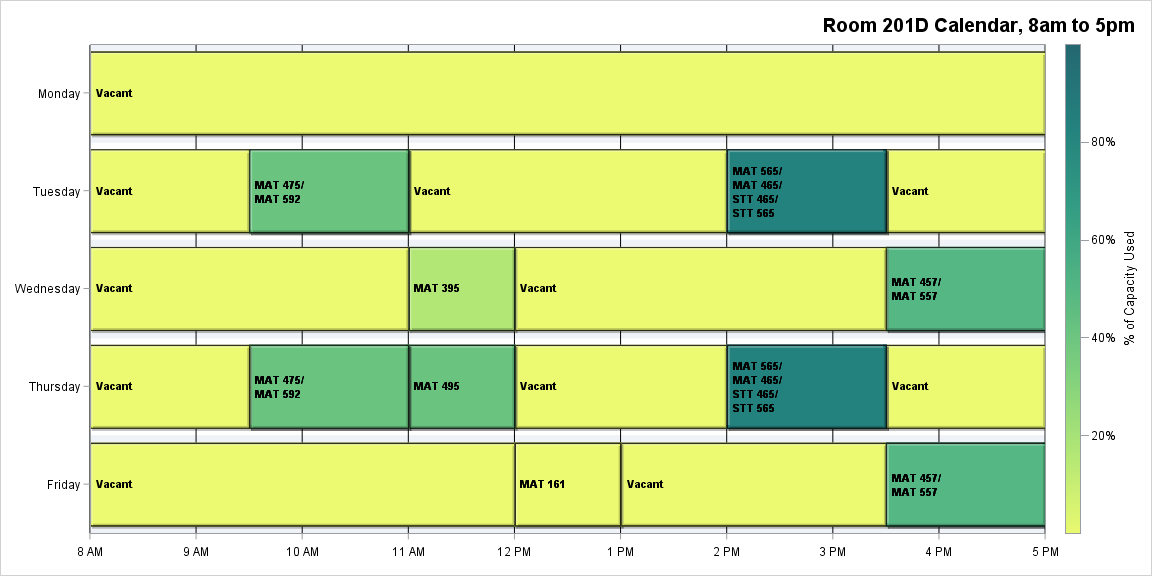 Room 201D Calendar, 8am to 5pm
Monday
Vacant
Tuesday
Vacant
MAT 475/
MAT 592
Vacant
MAT 565/
MAT 465/
STT 465/
STT 565
Vacant
Wednesday
Vacant
MAT 395
Vacant
MAT 457/
MAT 557
Thursday
Vacant
MAT 475/
MAT 592
MAT 495
Vacant
MAT 565/
MAT 465/
STT 465/
STT 565
Vacant
Friday
Vacant
MAT 161
Vacant
MAT 457/
MAT 557
8 AM
9 AM
10 AM
11 AM
12 PM
1 PM
2 PM
3 PM
4 PM
5 PM
80%
60%
40%
20%
% of Capacity Used